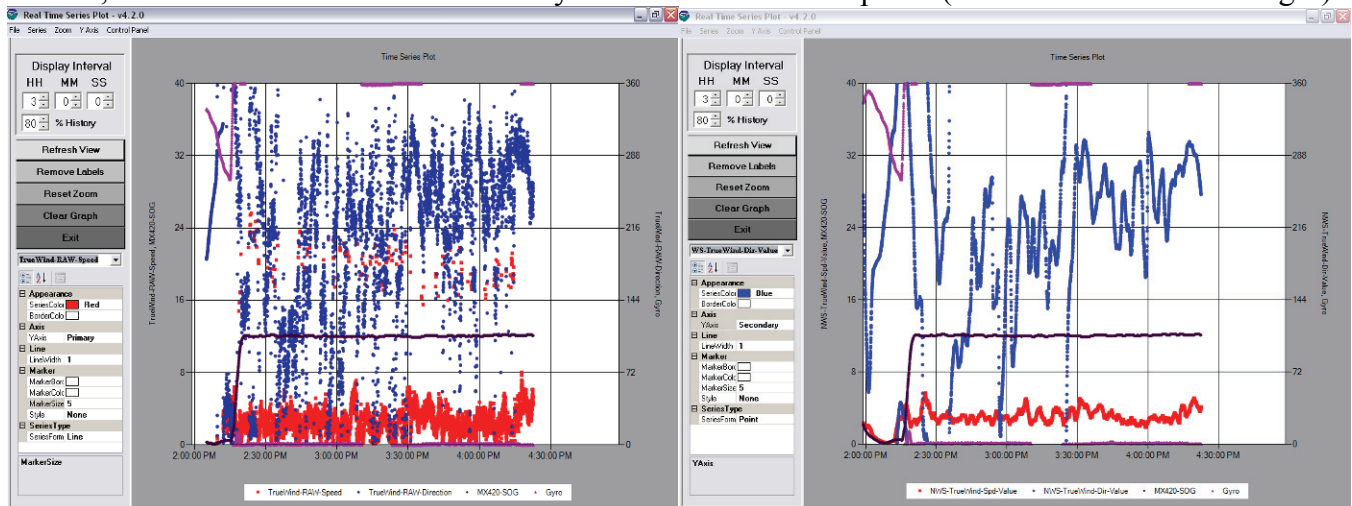 Real Time Series Plot - v4.2.0
File Series Zoom Y Axis Control Panel
Display Interval
HH MM SS
3 0 0
80 % History
Refresh View
Remove Labels
Reset Zoom
Clear Graph
Exit
TrueWind-RAW-Speed
Appearance
SeriesColor Red
BorderColo
Axis
YAxis Primary
Line
LineWidth 1
Marker
MarkerBorc
MarkerColc
MarkerSize 5
Style None
SeriesType
SeriesForm Line
MarkerSize
Time Series Plot
TrueWind-RAW-Speed, MX420-SOG
40
32
24
16
8
0
360
288
216
144
72
0
TrueWind-RAW-Direction, Gyro
2:00:00 PM 2:30:00 PM 3:00:00 PM 3:30:00 PM 4:00:00 PM 4:30:00 PM
TrueWind-RAW-Speed TrueWind-RAW-Direction MX420-SOG Gyro
Real Time Series Plot - v4.2.0
File Series Zoom Y Axis Control Panel
Display Interval
HH MM SS
3 0 0
80 % History
Refresh View
Remove Labels
Reset Zoom
Clear Graph
Exit
WS-TrueWind-Dir-Value
Appearance
SeriesColor Blue
BorderColo
Axis
YAxis Secondary
Line
LineWidth 1
Marker
MarkerBorc
MarkerColc
MarkerSize 5
Style None
SeriesType
SeriesForm Point
YAxis
Time Series Plot
NWS-TrueWind-Spd-Value, MX420-SOG
40
32
24
16
8
0
360
288
216
144
72
0
NWS-TrueWind-Dir-Value, Gyro
2:00:00 PM 2:30:00 PM 3:00:00 PM 3:30:00 PM 4:00:00 PM 4:30:00 PM
NWS-TrueWind-Spd-Value NWS-TrueWind-Dir-Value MX420-SOG Gyro